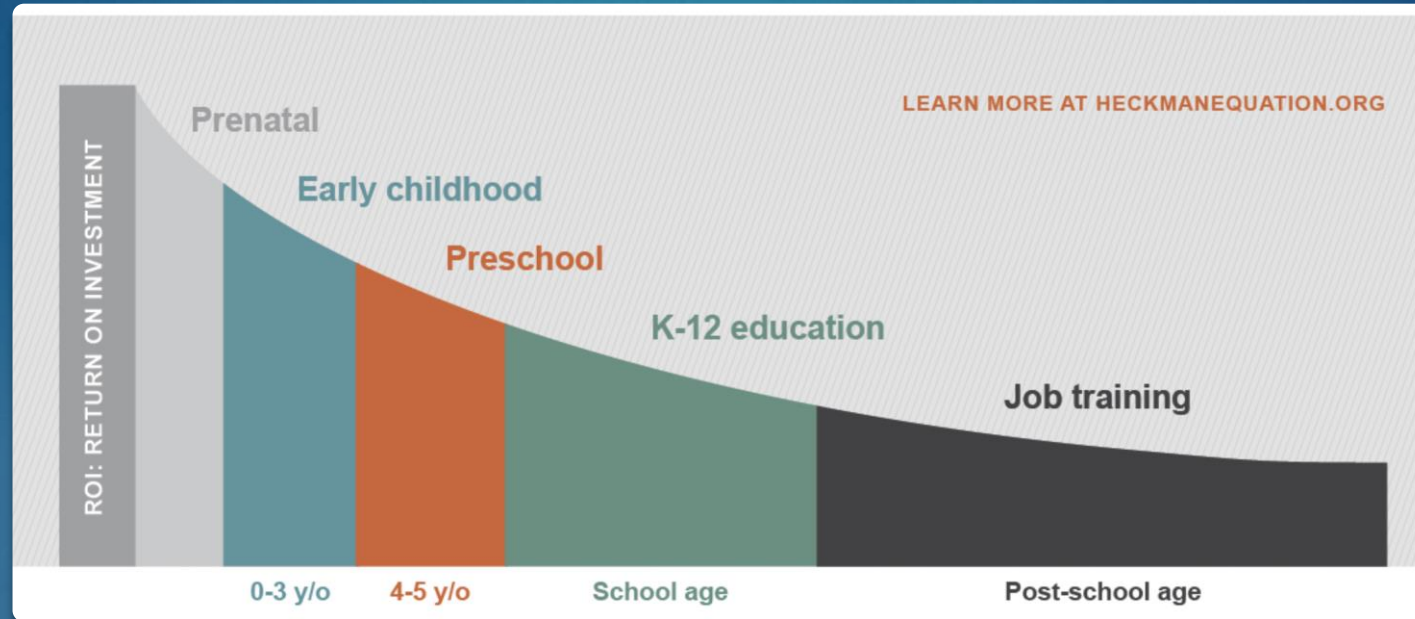 LEARN MORE AT HECKMANEQUATION.ORG
ROI: RETURN ON INVESTMENT
Prenatal
Early childhood
Preschool
K-12 education
Job training
0-3 y/o
4-5 y/o
School age
Post-school age